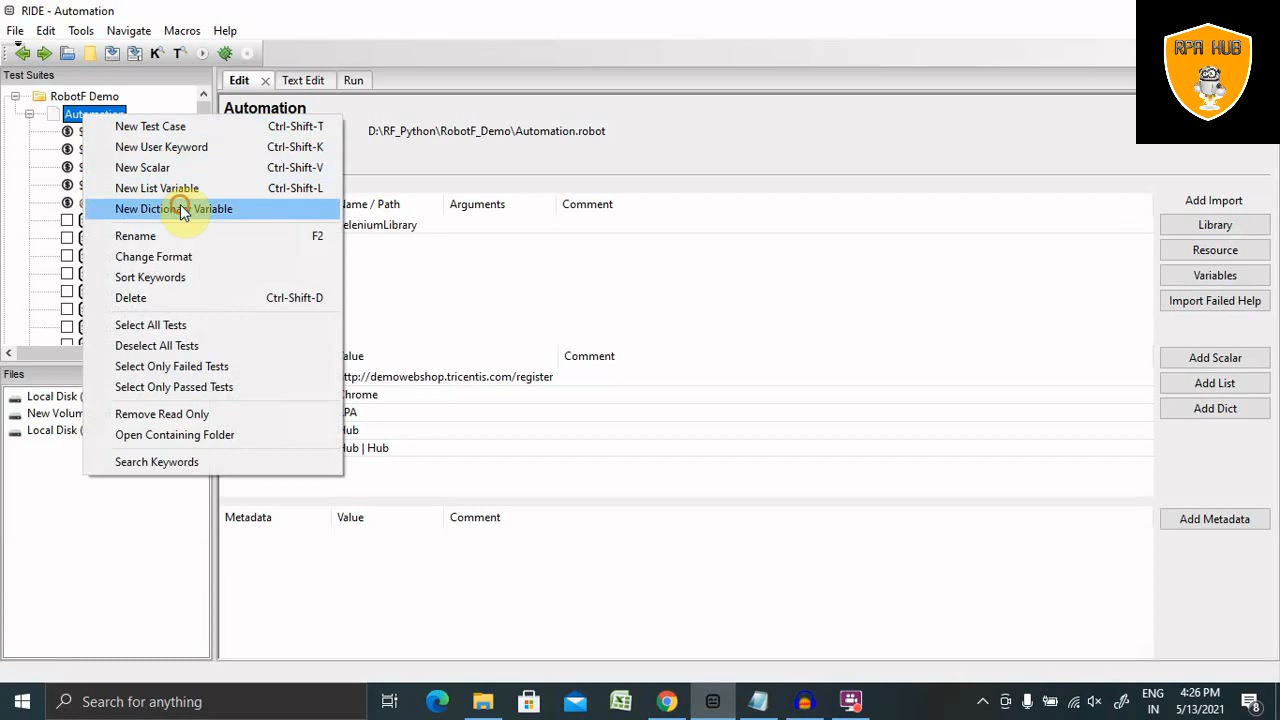 RIDE - Automation
File Edit Tools Navigate Macros Help
K T
RPA HUB
Test Suites
Edit Text Edit Run
RobotF Demo
Automation
Automation
D:\RF_Python\RobotF_Demo\Automation.robot
New Test Case Ctrl-Shift-T
New User Keyword Ctrl-Shift-K
New Scalar Ctrl-Shift-V
New List Variable Ctrl-Shift-L
New Dictionary Variable
Rename F2
Change Format
Sort Keywords
Delete Ctrl-Shift-D
Select All Tests
Deselect All Tests
Select Only Failed Tests
Select Only Passed Tests
Remove Read Only
Open Containing Folder
Search Keywords
Name / Path Arguments Comment
eleniumLibrary
Add Import
Library
Resource
Variables
Import Failed Help
alue Comment
http://demowebshop.tricentis.com/register
Chrome
PA
Hub
Hub | Hub
Add Scalar
Add List
Add Dict
Files
Local Disk (
New Volum
Local Disk (
Metadata Value Comment
Add Metadata
Search for anything
ENG
IN
4:26 PM
5/13/2021
8